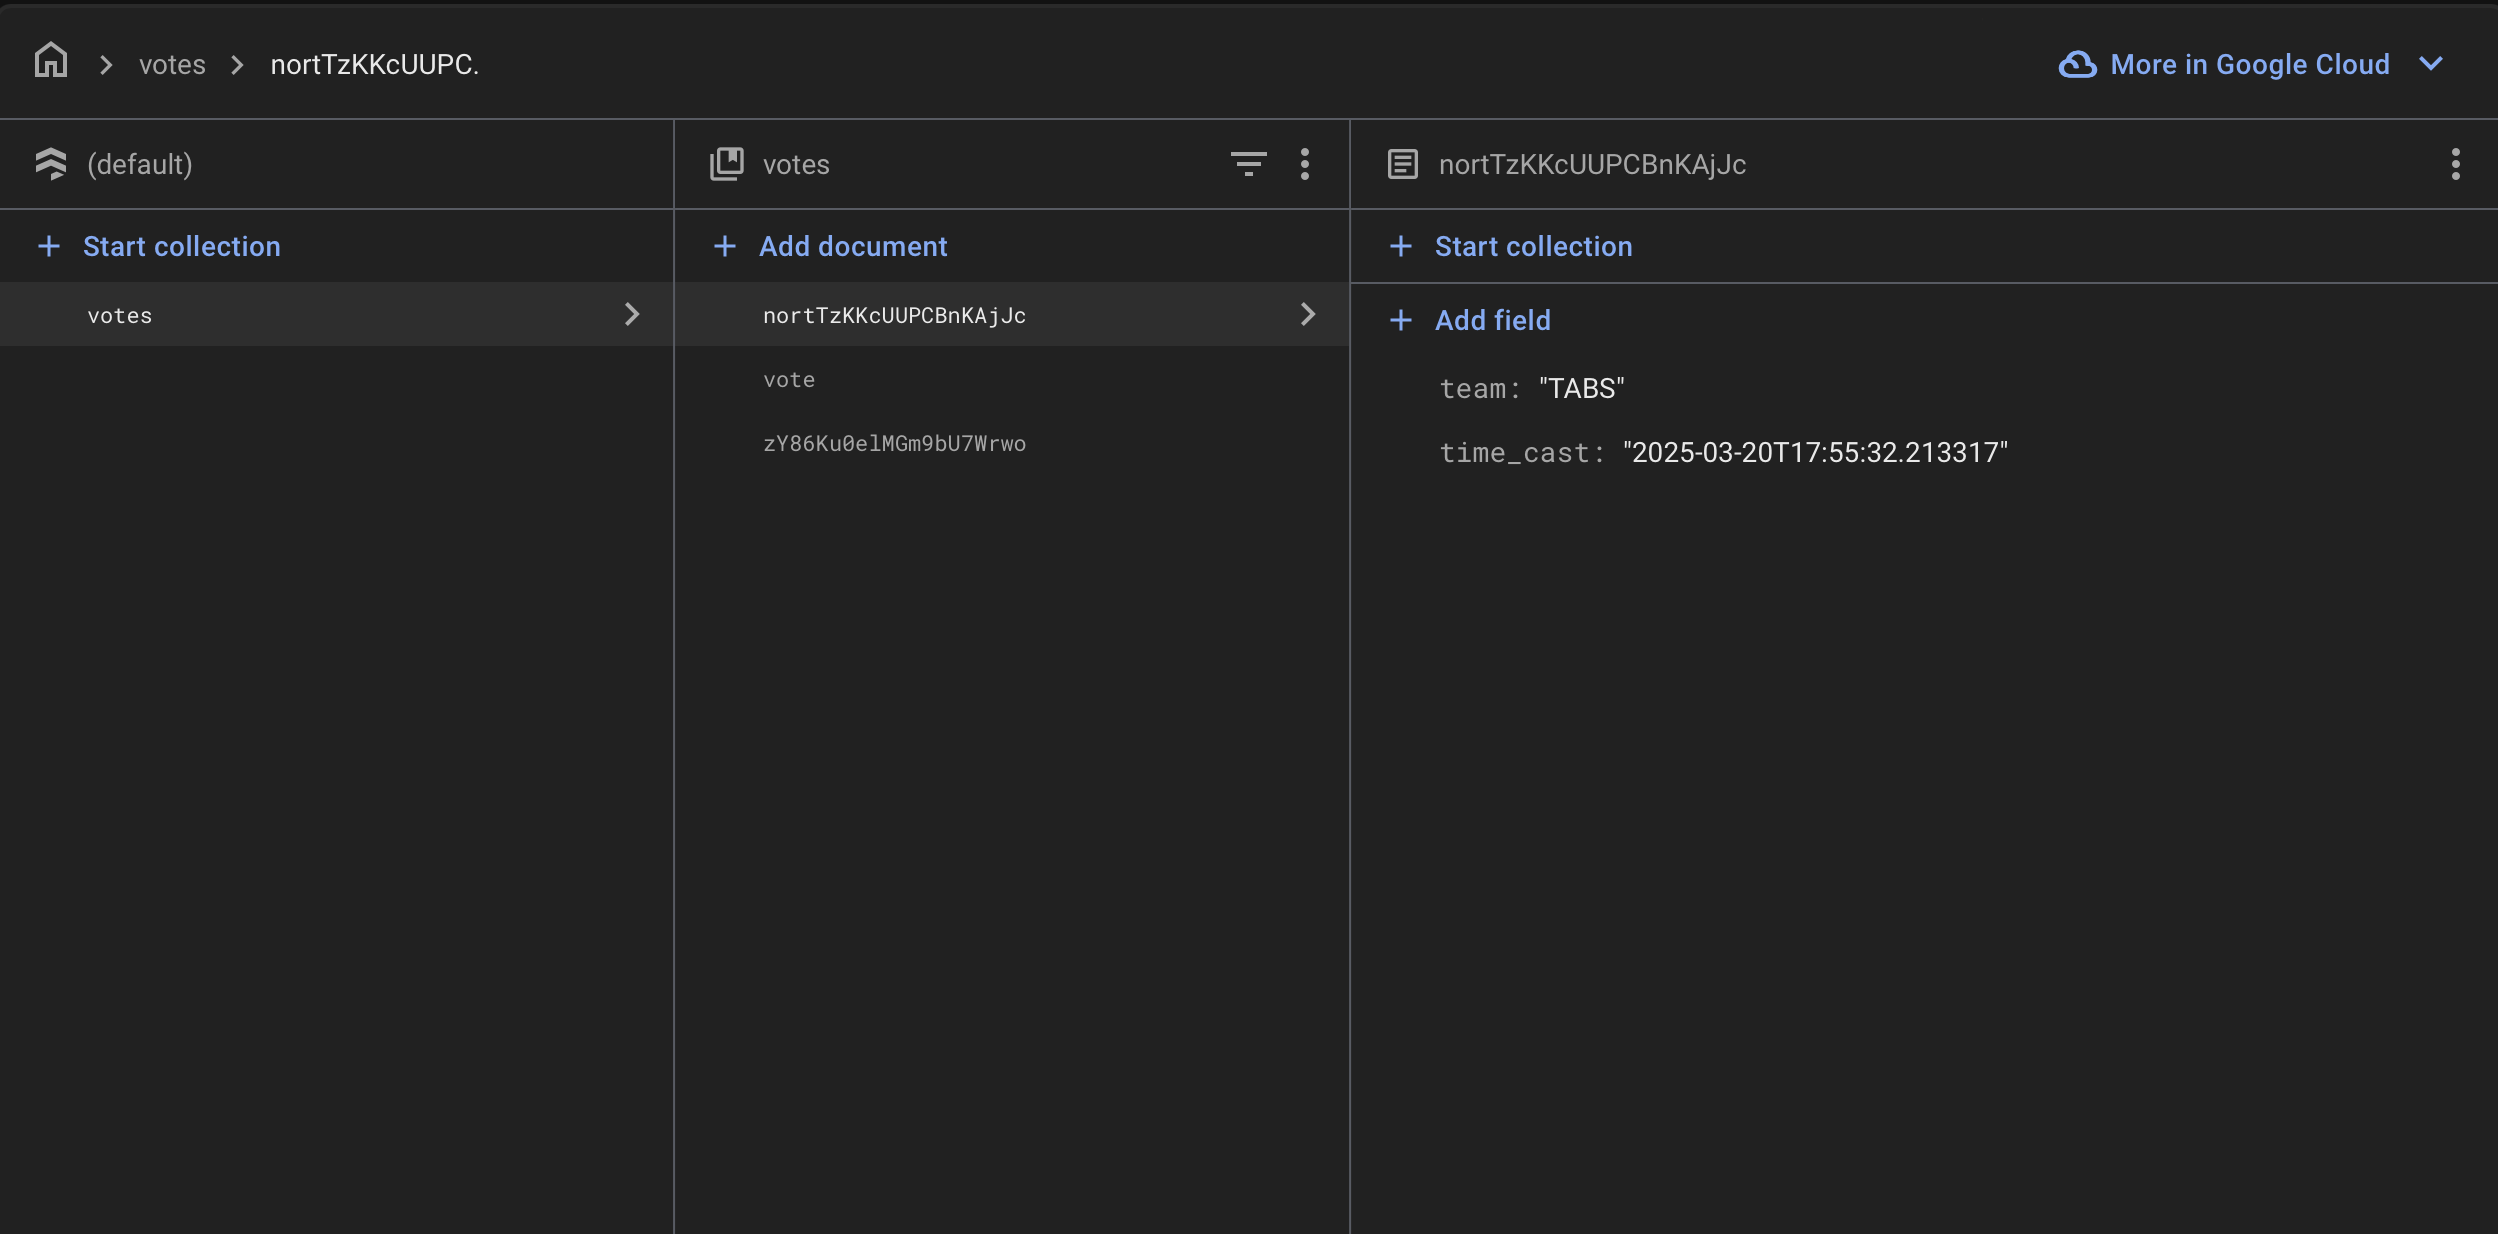 votes nortTzKKcUUPC.
More in Google Cloud
(default)
votes
nortTzKKcUUPCBnKAjJc
Start collection
Add document
Start collection
votes
nortTzKKcUUPCBnKAjJc
vote
zY86Ku0elMGm9bU7Wrwo
Add field
team: "TABS"
time_cast: "2025-03-20T17:55:32.213317"